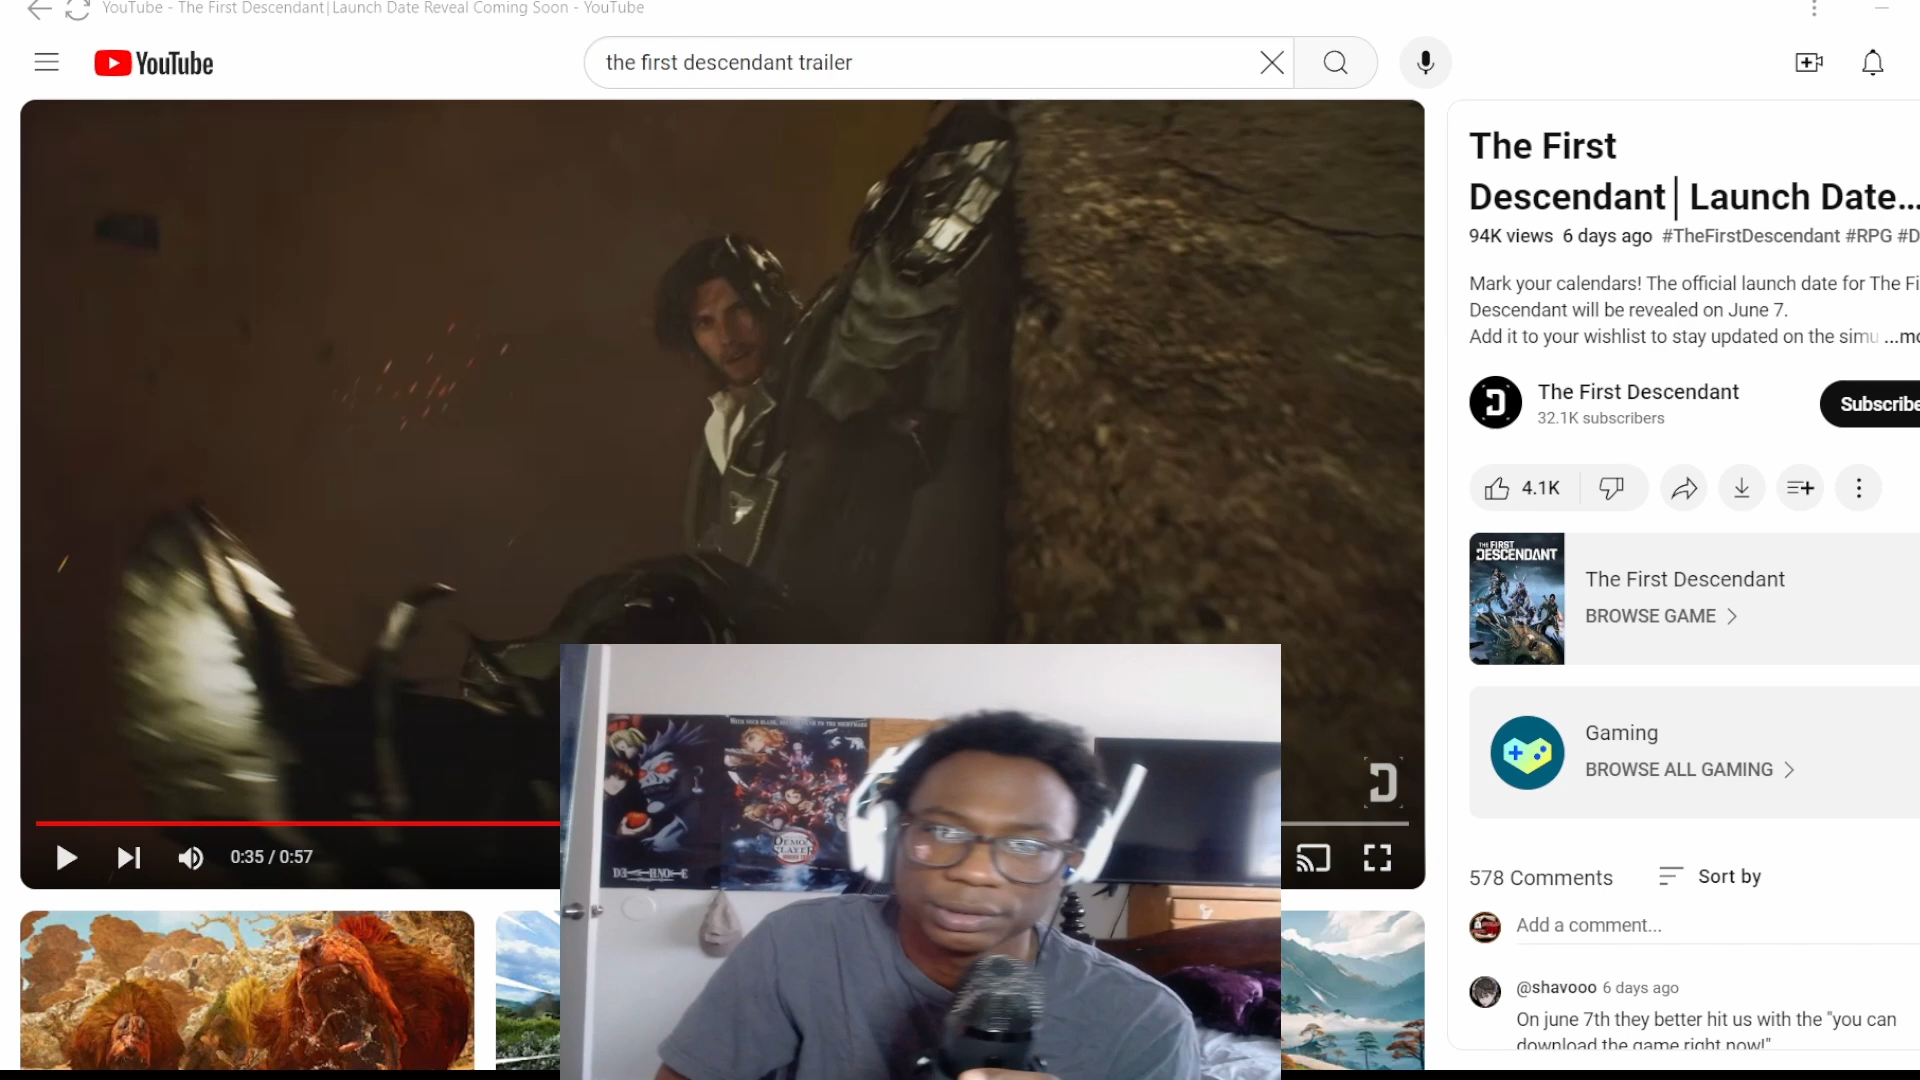 YouTube - The First Descendant│Launch Date Reveal Coming Soon - YouTube
YouTube
the first descendant trailer
The First
Descendant│Launch Date...
94K views 6 days ago #TheFirstDescendant #RPG #D
Mark your calendars! The official launch date for The Fi
Descendant will be revealed on June 7.
Add it to your wishlist to stay updated on the simu ...mo
The First Descendant
32.1K subscribers
Subscribe
4.1K
THE FIRST
DESCENDANT
The First Descendant
BROWSE GAME
Gaming
BROWSE ALL GAMING
0:35 / 0:57
DEMON
SLAYER
578 Comments
Sort by
Add a comment...
@shavooo 6 days ago
On june 7th they better hit us with the "you can
download the game right now!"